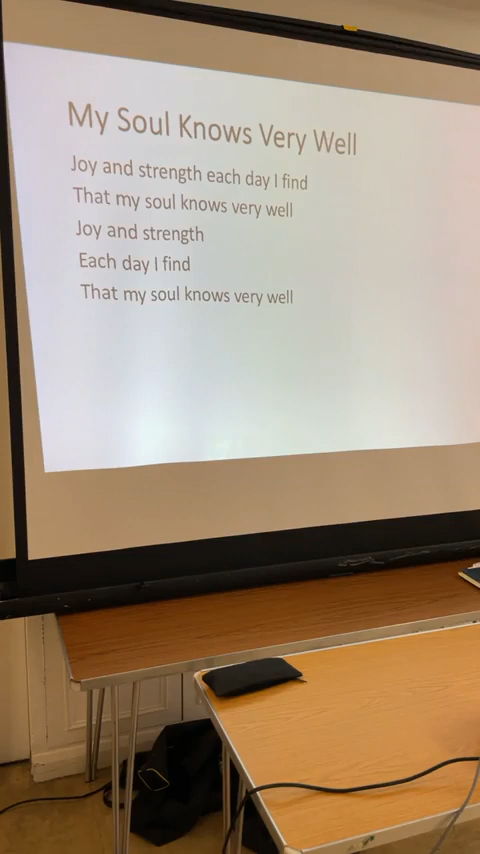 My Soul Knows Very Well
Joy and strength each day I find
That my soul knows very well
Joy and strength
Each day I find
That my soul knows very well